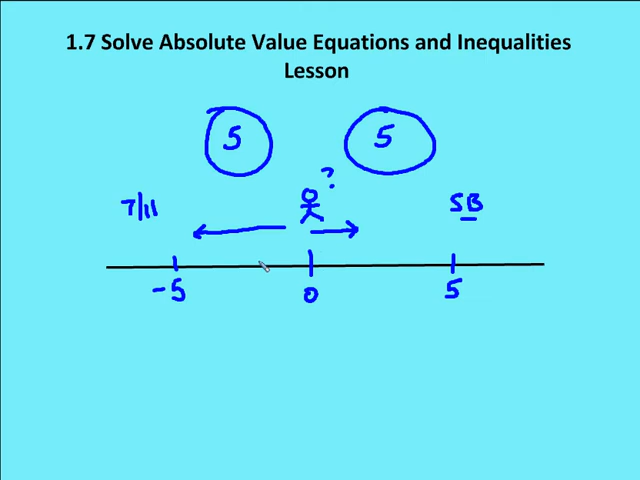 1.7 Solve Absolute Value Equations and Inequalities
Lesson
5 5
?
7/11 SB
-5 0 5